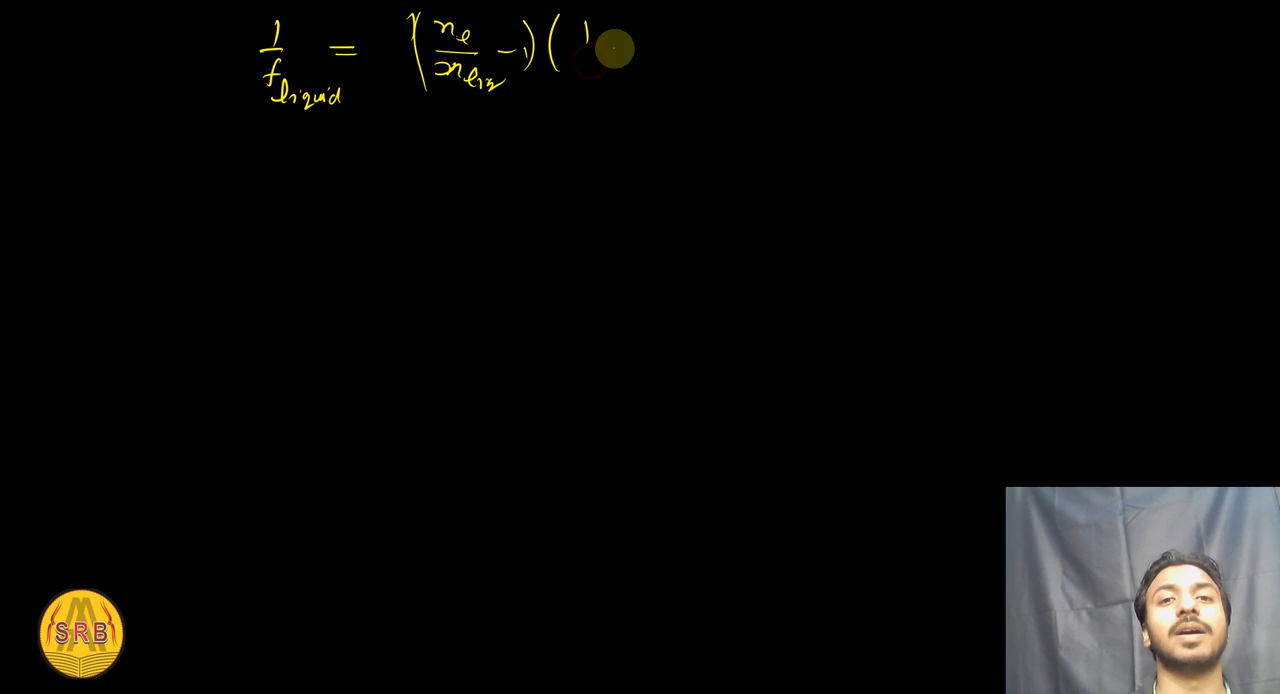 1/f_liquid = (n_l/n_liq - 1) (1
SRB